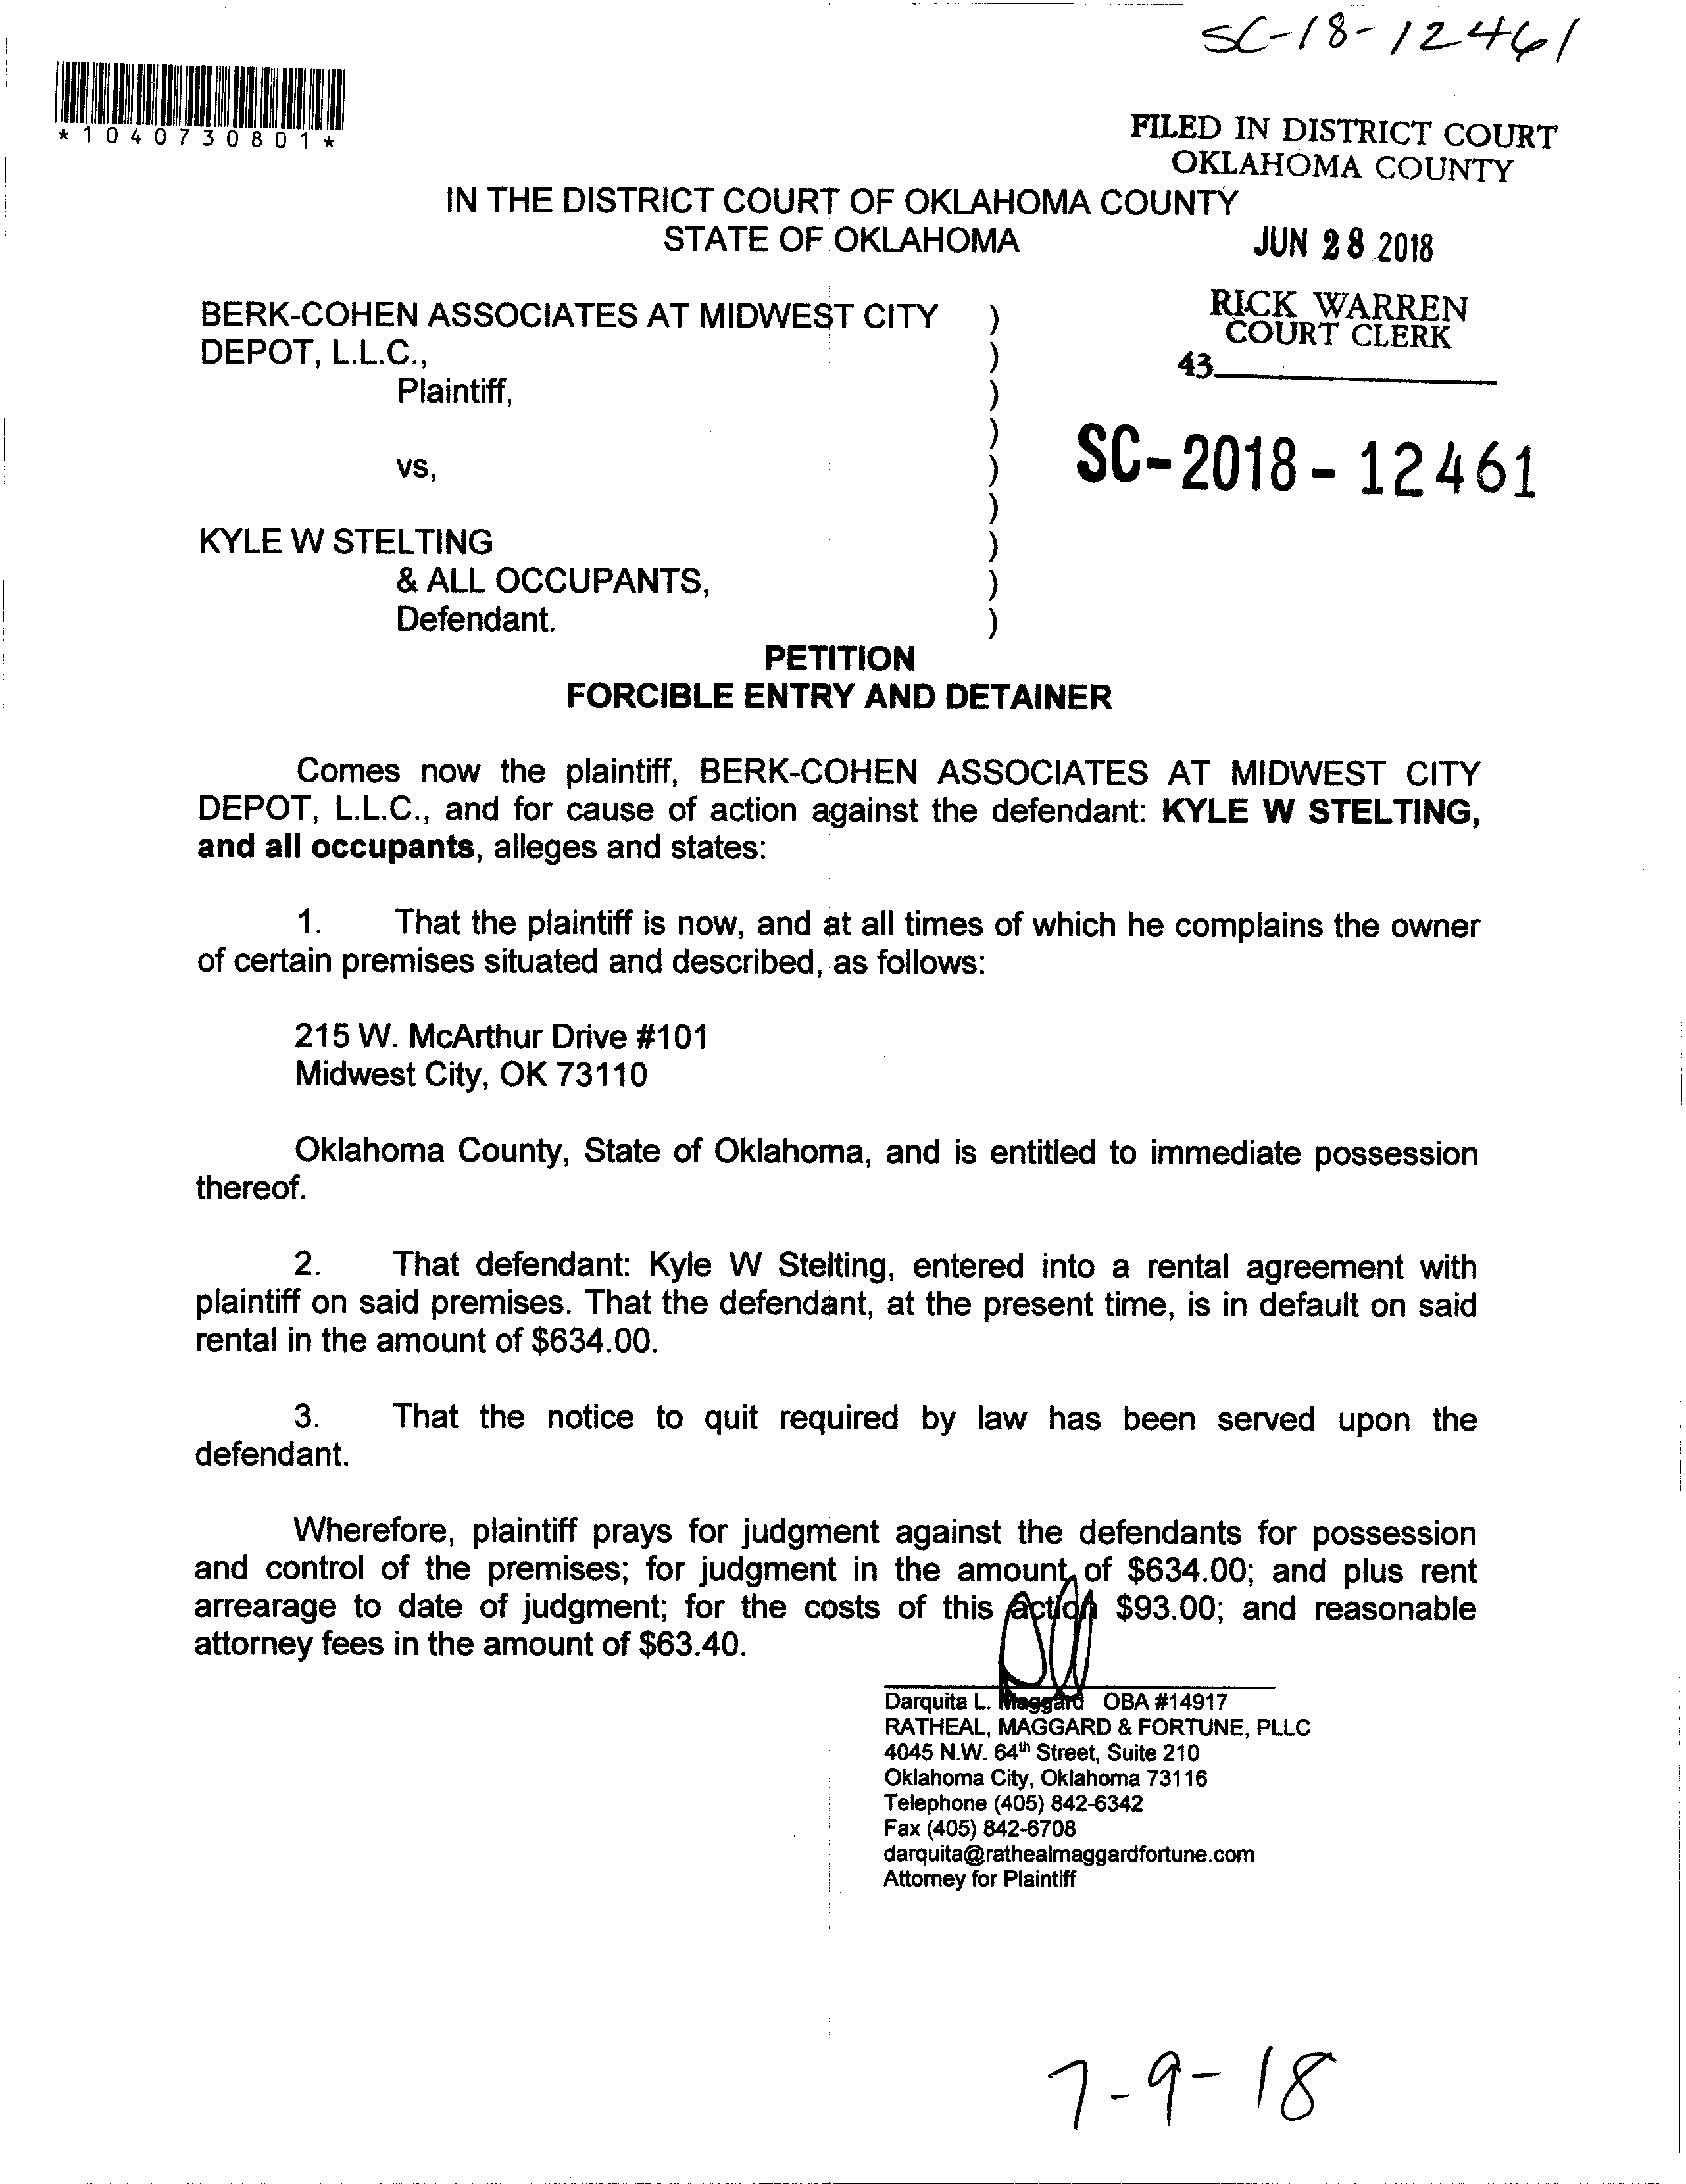 SC-18-12461
*1040730801*
FILED IN DISTRICT COURT
OKLAHOMA COUNTY
IN THE DISTRICT COURT OF OKLAHOMA COUNTY
STATE OF OKLAHOMA
JUN 28 2018
RICK WARREN
COURT CLERK
43
BERK-COHEN ASSOCIATES AT MIDWEST CITY )
DEPOT, L.L.C., )
Plaintiff, )
)
vs, )
)
KYLE W STELTING )
& ALL OCCUPANTS, )
Defendant. )
SC-2018-12461
PETITION
FORCIBLE ENTRY AND DETAINER
Comes now the plaintiff, BERK-COHEN ASSOCIATES AT MIDWEST CITY
DEPOT, L.L.C., and for cause of action against the defendant: KYLE W STELTING,
and all occupants, alleges and states:
1. That the plaintiff is now, and at all times of which he complains the owner
of certain premises situated and described, as follows:
215 W. McArthur Drive #101
Midwest City, OK 73110
Oklahoma County, State of Oklahoma, and is entitled to immediate possession
thereof.
2. That defendant: Kyle W Stelting, entered into a rental agreement with
plaintiff on said premises. That the defendant, at the present time, is in default on said
rental in the amount of $634.00.
3. That the notice to quit required by law has been served upon the
defendant.
Wherefore, plaintiff prays for judgment against the defendants for possession
and control of the premises; for judgment in the amount of $634.00; and plus rent
arrearage to date of judgment; for the costs of this action $93.00; and reasonable
attorney fees in the amount of $63.40.
Darquita L. Maggard OBA #14917
RATHEAL, MAGGARD & FORTUNE, PLLC
4045 N.W. 64th Street, Suite 210
Oklahoma City, Oklahoma 73116
Telephone (405) 842-6342
Fax (405) 842-6708
darquita@rathealmaggardfortune.com
Attorney for Plaintiff
7-9-18